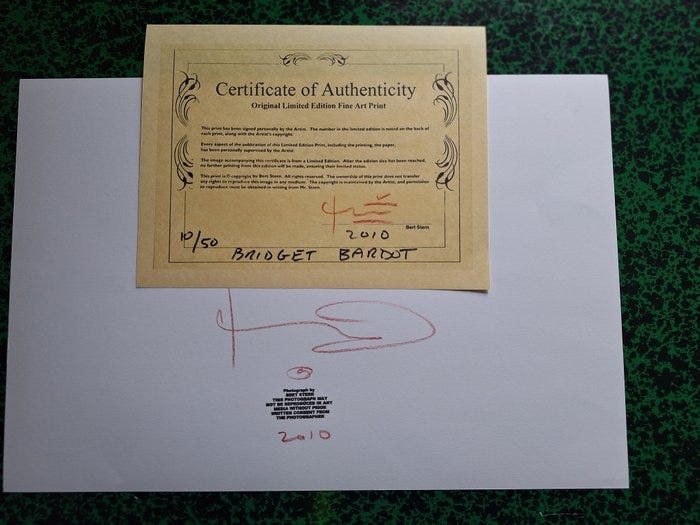 Certificate of Authenticity
Original Limited Edition Fine Art Print
This print has been signed personally by the Artist. The number in the limited edition is noted on the back of
each print, along with the Artist's copyright.
Every aspect of the publication of this Limited Edition Print, including the printing, the paper,
has been personally supervised by the Artist.
The image accompanying this certificate is from a Limited Edition. After the edition size has been reached,
no further printing from this edition will be made, ensuring their limited status.
This print is © copyright by Bert Stern. All rights reserved. The ownership of this print does not transfer
any rights to reproduce this image in any medium. The copyright is maintained by the Artist, and permission
to reproduce must be obtained in writing from Mr. Stern.
Bert Stern
10/50 2010
BRIDGET BARDOT
Photograph by
BERT STERN
THIS PHOTOGRAPH MAY
NOT BE REPRODUCED IN ANY
MEDIA WITHOUT PRIOR
WRITTEN CONSENT FROM
THE PHOTOGRAPHER
2010